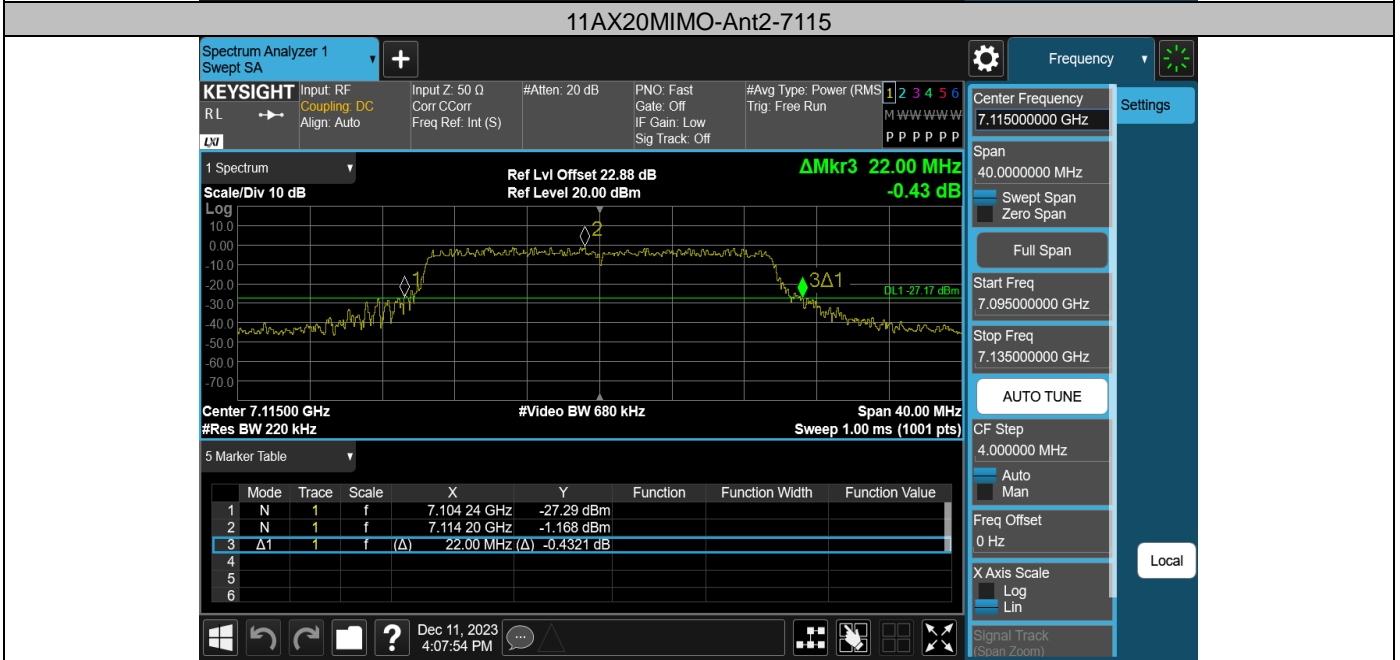 11AX20MIMO-Ant2-7115
Spectrum Analyzer 1
Swept SA
+
Frequency
KEYSIGHT
RL
LXI
Input: RF
Coupling: DC
Align: Auto
Input Z: 50 Ω
Corr CCorr
Freq Ref: Int (S)
#Atten: 20 dB
PNO: Fast
Gate: Off
IF Gain: Low
Sig Track: Off
#Avg Type: Power (RMS
Trig: Free Run
1 2 3 4 5 6
M W W W W W
P P P P P P
1 Spectrum
Scale/Div 10 dB
Ref Lvl Offset 22.88 dB
Ref Level 20.00 dBm
ΔMkr3 22.00 MHz
-0.43 dB
Log
10.0
0.00
-10.0
-20.0
-30.0
-40.0
-50.0
-60.0
-70.0
1
2
3Δ1
DL1 -27.17 dBm
Center 7.11500 GHz
#Video BW 680 kHz
Span 40.00 MHz
#Res BW 220 kHz
Sweep 1.00 ms (1001 pts)
5 Marker Table
Mode Trace Scale X Y Function Function Width Function Value
1 N 1 f 7.104 24 GHz -27.29 dBm
2 N 1 f 7.114 20 GHz -1.168 dBm
3 Δ1 1 f (Δ) 22.00 MHz (Δ) -0.4321 dB
4
5
6
Dec 11, 2023
4:07:54 PM
Center Frequency
7.115000000 GHz
Settings
Span
40.0000000 MHz
Swept Span
Zero Span
Full Span
Start Freq
7.095000000 GHz
Stop Freq
7.135000000 GHz
AUTO TUNE
CF Step
4.000000 MHz
Auto
Man
Freq Offset
0 Hz
X Axis Scale
Log
Lin
Signal Track
(Span Zoom)
Local